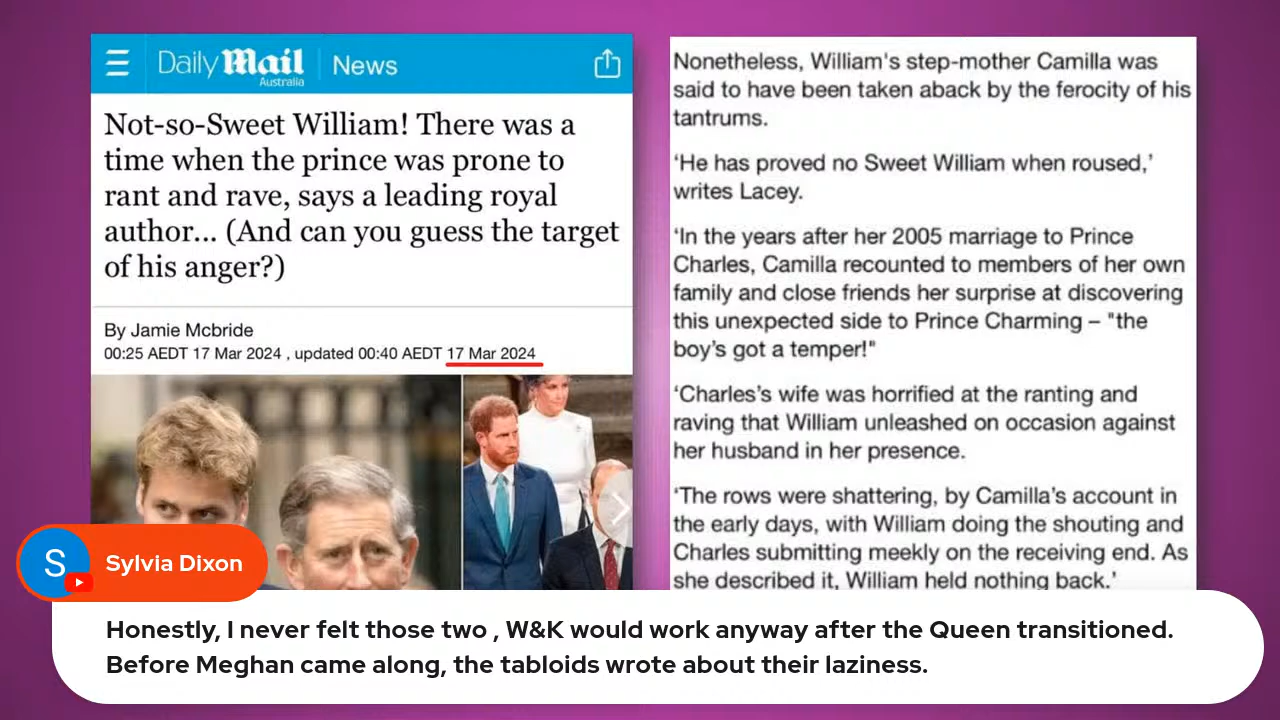 Daily Mail Australia | News
Not-so-Sweet William! There was a
time when the prince was prone to
rant and rave, says a leading royal
author... (And can you guess the target
of his anger?)
By Jamie Mcbride
00:25 AEDT 17 Mar 2024 , updated 00:40 AEDT 17 Mar 2024
Nonetheless, William's step-mother Camilla was
said to have been taken aback by the ferocity of his
tantrums.
‘He has proved no Sweet William when roused,’
writes Lacey.
‘In the years after her 2005 marriage to Prince
Charles, Camilla recounted to members of her own
family and close friends her surprise at discovering
this unexpected side to Prince Charming – "the
boy’s got a temper!"
‘Charles’s wife was horrified at the ranting and
raving that William unleashed on occasion against
her husband in her presence.
‘The rows were shattering, by Camilla’s account in
the early days, with William doing the shouting and
Charles submitting meekly on the receiving end. As
she described it, William held nothing back.’
S
Sylvia Dixon
Honestly, I never felt those two , W&K would work anyway after the Queen transitioned.
Before Meghan came along, the tabloids wrote about their laziness.